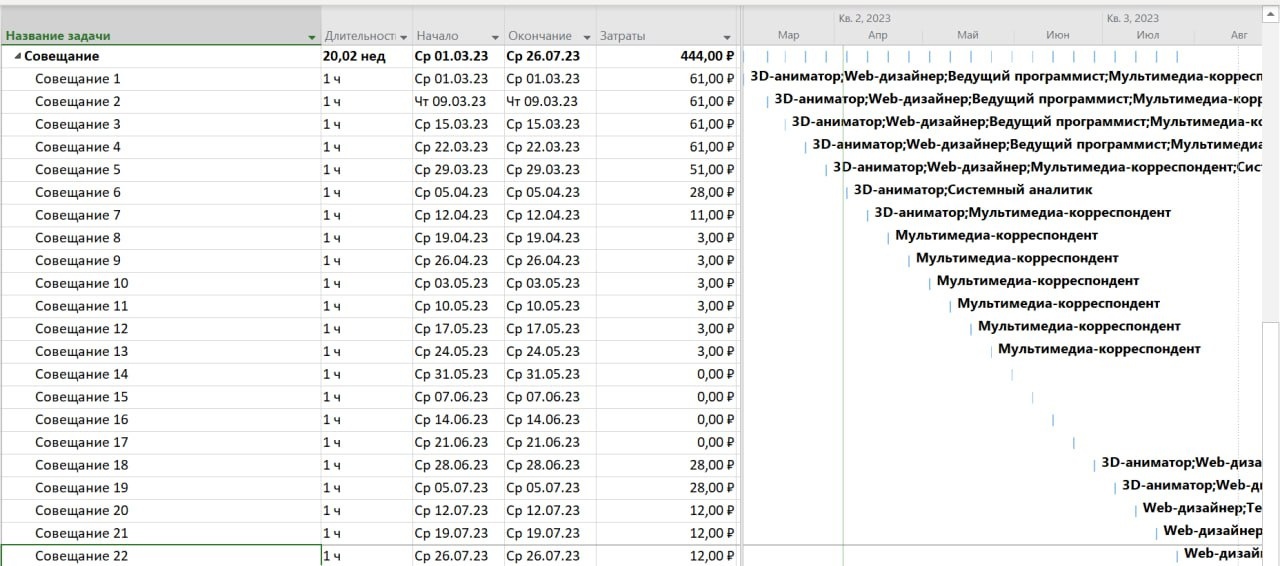 Кв. 2, 2023 Кв. 3, 2023
Название задачи Длительност Начало Окончание Затраты Мар Апр Май Июн Июл Авг
Совещание 20,02 нед Ср 01.03.23 Ср 26.07.23 444,00 ₽
Совещание 1 1 ч Ср 01.03.23 Ср 01.03.23 61,00 ₽ 3D-аниматор;Web-дизайнер;Ведущий программист;Мультимедиа-корресп
Совещание 2 1 ч Чт 09.03.23 Чт 09.03.23 61,00 ₽ 3D-аниматор;Web-дизайнер;Ведущий программист;Мультимедиа-корр
Совещание 3 1 ч Ср 15.03.23 Ср 15.03.23 61,00 ₽ 3D-аниматор;Web-дизайнер;Ведущий программист;Мультимедиа-ко
Совещание 4 1 ч Ср 22.03.23 Ср 22.03.23 61,00 ₽ 3D-аниматор;Web-дизайнер;Ведущий программист;Мультимедиа
Совещание 5 1 ч Ср 29.03.23 Ср 29.03.23 51,00 ₽ 3D-аниматор;Web-дизайнер;Мультимедиа-корреспондент;Сис
Совещание 6 1 ч Ср 05.04.23 Ср 05.04.23 28,00 ₽ 3D-аниматор;Системный аналитик
Совещание 7 1 ч Ср 12.04.23 Ср 12.04.23 11,00 ₽ 3D-аниматор;Мультимедиа-корреспондент
Совещание 8 1 ч Ср 19.04.23 Ср 19.04.23 3,00 ₽ Мультимедиа-корреспондент
Совещание 9 1 ч Ср 26.04.23 Ср 26.04.23 3,00 ₽ Мультимедиа-корреспондент
Совещание 10 1 ч Ср 03.05.23 Ср 03.05.23 3,00 ₽ Мультимедиа-корреспондент
Совещание 11 1 ч Ср 10.05.23 Ср 10.05.23 3,00 ₽ Мультимедиа-корреспондент
Совещание 12 1 ч Ср 17.05.23 Ср 17.05.23 3,00 ₽ Мультимедиа-корреспондент
Совещание 13 1 ч Ср 24.05.23 Ср 24.05.23 3,00 ₽ Мультимедиа-корреспондент
Совещание 14 1 ч Ср 31.05.23 Ср 31.05.23 0,00 ₽
Совещание 15 1 ч Ср 07.06.23 Ср 07.06.23 0,00 ₽
Совещание 16 1 ч Ср 14.06.23 Ср 14.06.23 0,00 ₽
Совещание 17 1 ч Ср 21.06.23 Ср 21.06.23 0,00 ₽
Совещание 18 1 ч Ср 28.06.23 Ср 28.06.23 28,00 ₽ 3D-аниматор;Web-диза
Совещание 19 1 ч Ср 05.07.23 Ср 05.07.23 28,00 ₽ 3D-аниматор;Web-ди
Совещание 20 1 ч Ср 12.07.23 Ср 12.07.23 12,00 ₽ Web-дизайнер;Те
Совещание 21 1 ч Ср 19.07.23 Ср 19.07.23 12,00 ₽ Web-дизайнер
Совещание 22 1 ч Ср 26.07.23 Ср 26.07.23 12,00 ₽ Web-дизай